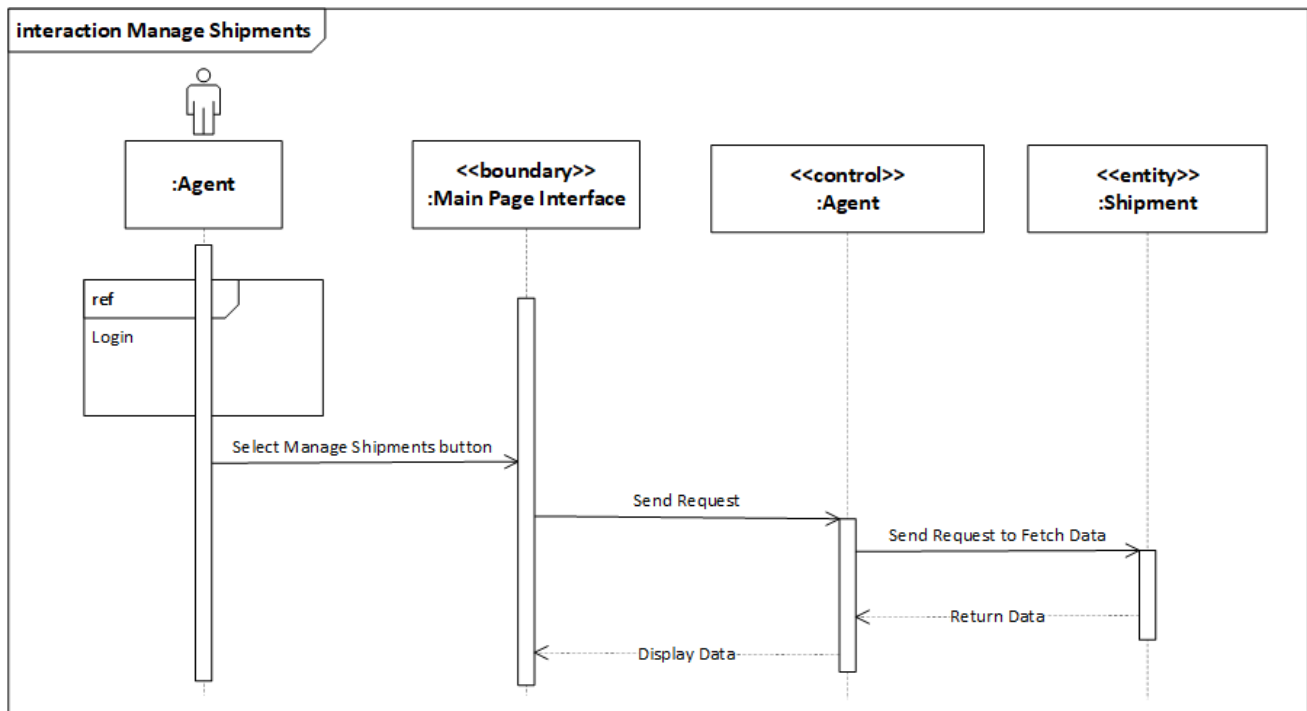 interaction Manage Shipments
:Agent
<<boundary>>
:Main Page Interface
<<control>>
:Agent
<<entity>>
:Shipment
ref
Login
Select Manage Shipments button
Send Request
Send Request to Fetch Data
Return Data
Display Data